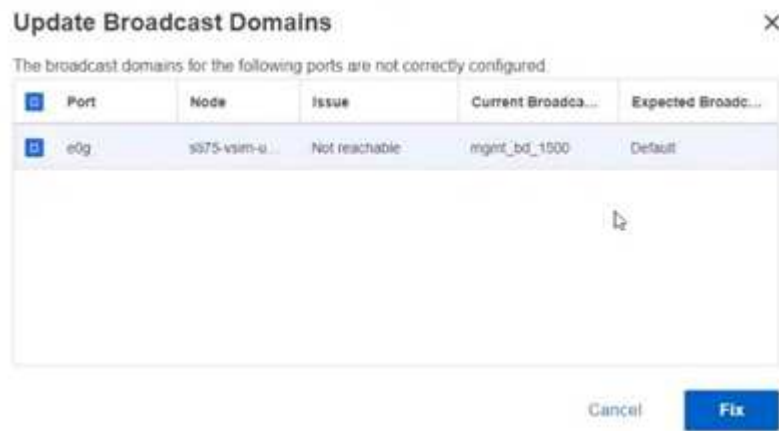 Update Broadcast Domains
The broadcast domains for the following ports are not correctly configured.
Port Node Issue Current Broadca... Expected Broadc...
e0g Not reachable mgmt_bd_1500 Default
Cancel Fix